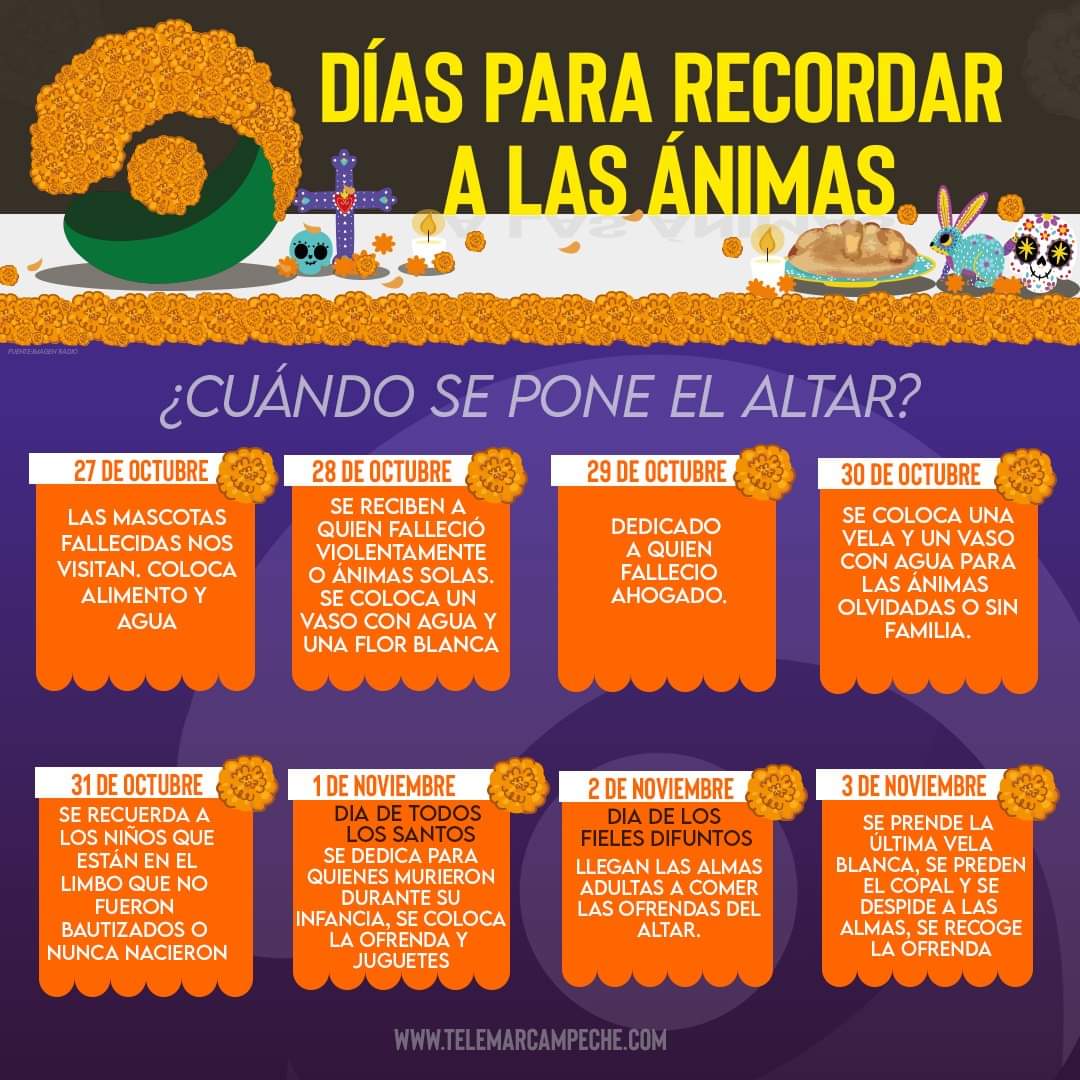 DÍAS PARA RECORDAR
A LAS ÁNIMAS
FUENTE:IMAGEN RADIO
¿CUÁNDO SE PONE EL ALTAR?
27 DE OCTUBRE
LAS MASCOTAS
FALLECIDAS NOS
VISITAN. COLOCA
ALIMENTO Y
AGUA
28 DE OCTUBRE
SE RECIBEN A
QUIEN FALLECIÓ
VIOLENTAMENTE
O ÁNIMAS SOLAS.
SE COLOCA UN
VASO CON AGUA Y
UNA FLOR BLANCA
29 DE OCTUBRE
DEDICADO
A QUIEN
FALLECIO
AHOGADO.
30 DE OCTUBRE
SE COLOCA UNA
VELA Y UN VASO
CON AGUA PARA
LAS ÁNIMAS
OLVIDADAS O SIN
FAMILIA.
31 DE OCTUBRE
SE RECUERDA A
LOS NIÑOS QUE
ESTÁN EN EL
LIMBO QUE NO
FUERON
BAUTIZADOS O
NUNCA NACIERON
1 DE NOVIEMBRE
DIA DE TODOS
LOS SANTOS
SE DEDICA PARA
QUIENES MURIERON
DURANTE SU
INFANCIA, SE COLOCA
LA OFRENDA Y
JUGUETES
2 DE NOVIEMBRE
DIA DE LOS
FIELES DIFUNTOS
LLEGAN LAS ALMAS
ADULTAS A COMER
LAS OFRENDAS DEL
ALTAR.
3 DE NOVIEMBRE
SE PRENDE LA
ÚLTIMA VELA
BLANCA, SE PREDEN
EL COPAL Y SE
DESPIDE A LAS
ALMAS, SE RECOGE
LA OFRENDA
WWW.TELEMARCAMPECHE.COM